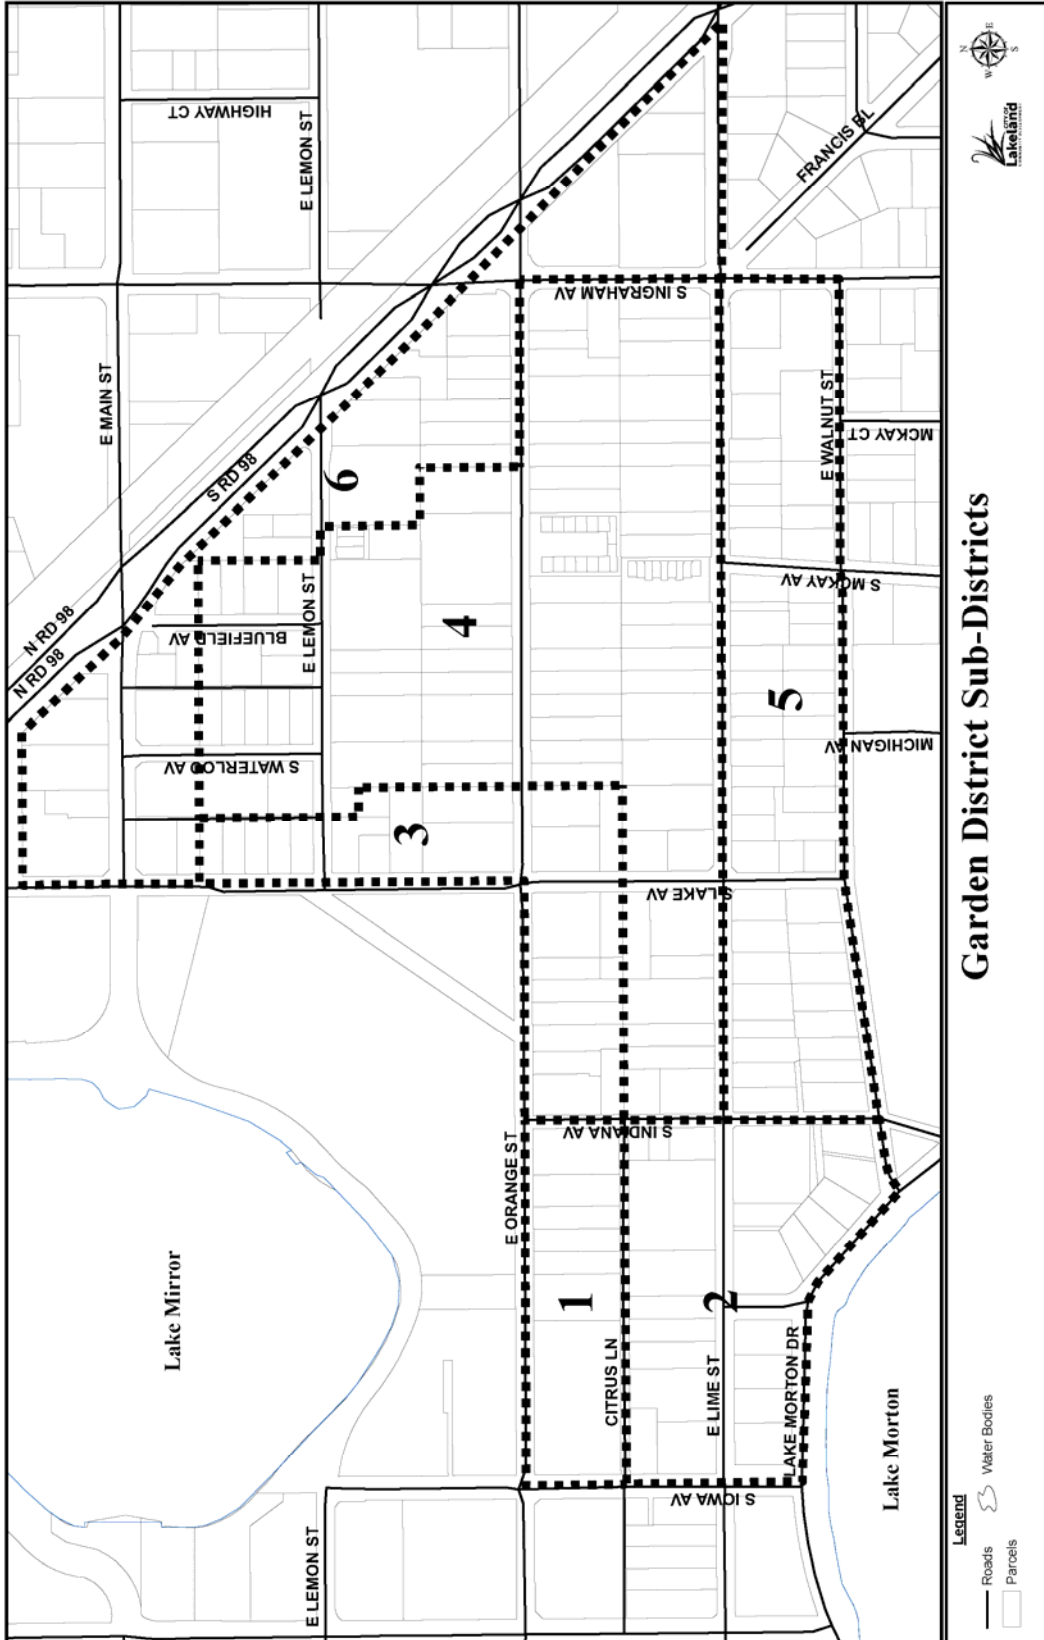 HIGHWAY CT
E LEMON ST
FRANCIS BL
E MAIN ST
S INGRAHAM AV
S RD 98
6
E WALNUT ST
MCKAY CT
N RD 98
N RD 98
BLUEFIELD AV
E LEMON ST
4
S MCKAY AV
S WATERLOO AV
3
5
MICHIGAN AV
S LAKE AV
Lake Mirror
E ORANGE ST
S INDIANA AV
1
2
CITRUS LN
E LIME ST
LAKE MORTON DR
S IOWA AV
Lake Morton
E LEMON ST
Garden District Sub-Districts
N
E
S
W
CITY OF
Lakeland
Legend
Roads
Water Bodies
Parcels